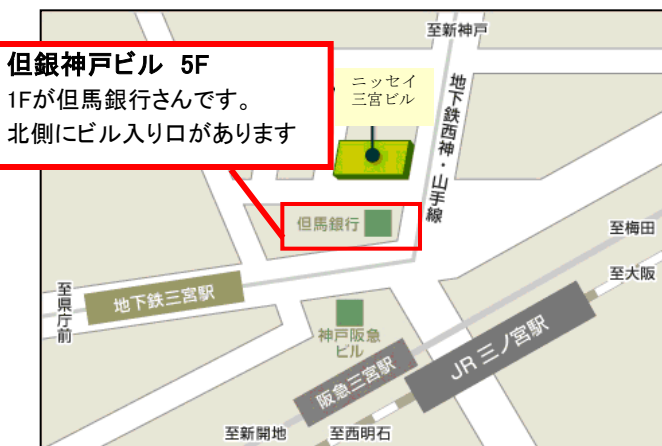 至新神戸
但銀神戸ビル 5F
1Fが但馬銀行さんです。
北側にビル入り口があります
ニッセイ
三宮ビル
地下鉄西神・山手線
但馬銀行
至梅田
至大阪
至県庁前
地下鉄三宮駅
神戸阪急
ビル
JR三ノ宮駅
阪急三宮駅
至新開地
至西明石